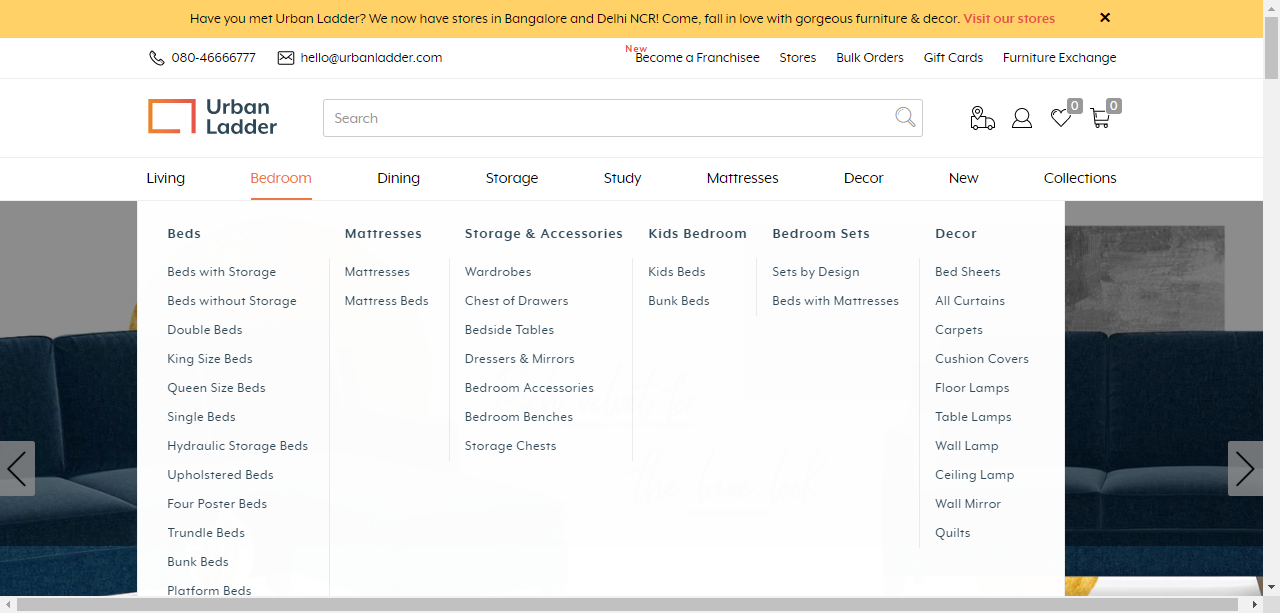 Have you met Urban Ladder? We now have stores in Bangalore and Delhi NCR! Come, fall in love with gorgeous furniture & decor. Visit our stores
080-46666777 hello@urbanladder.com New Become a Franchisee Stores Bulk Orders Gift Cards Furniture Exchange
Urban
Ladder
Search
0 0
Living Bedroom Dining Storage Study Mattresses Decor New Collections
Beds
Beds with Storage
Beds without Storage
Double Beds
King Size Beds
Queen Size Beds
Single Beds
Hydraulic Storage Beds
Upholstered Beds
Four Poster Beds
Trundle Beds
Bunk Beds
Platform Beds
Mattresses
Mattresses
Mattress Beds
Storage & Accessories
Wardrobes
Chest of Drawers
Bedside Tables
Dressers & Mirrors
Bedroom Accessories
Bedroom Benches
Storage Chests
Kids Bedroom
Kids Beds
Bunk Beds
Bedroom Sets
Sets by Design
Beds with Mattresses
Decor
Bed Sheets
All Curtains
Carpets
Cushion Covers
Floor Lamps
Table Lamps
Wall Lamp
Ceiling Lamp
Wall Mirror
Quilts